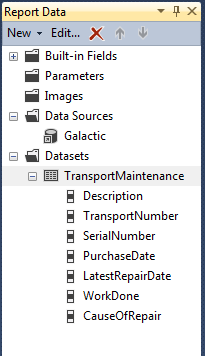 Report Data
New Edit...
Built-in Fields
Parameters
Images
Data Sources
Galactic
Datasets
TransportMaintenance
Description
TransportNumber
SerialNumber
PurchaseDate
LatestRepairDate
WorkDone
CauseOfRepair